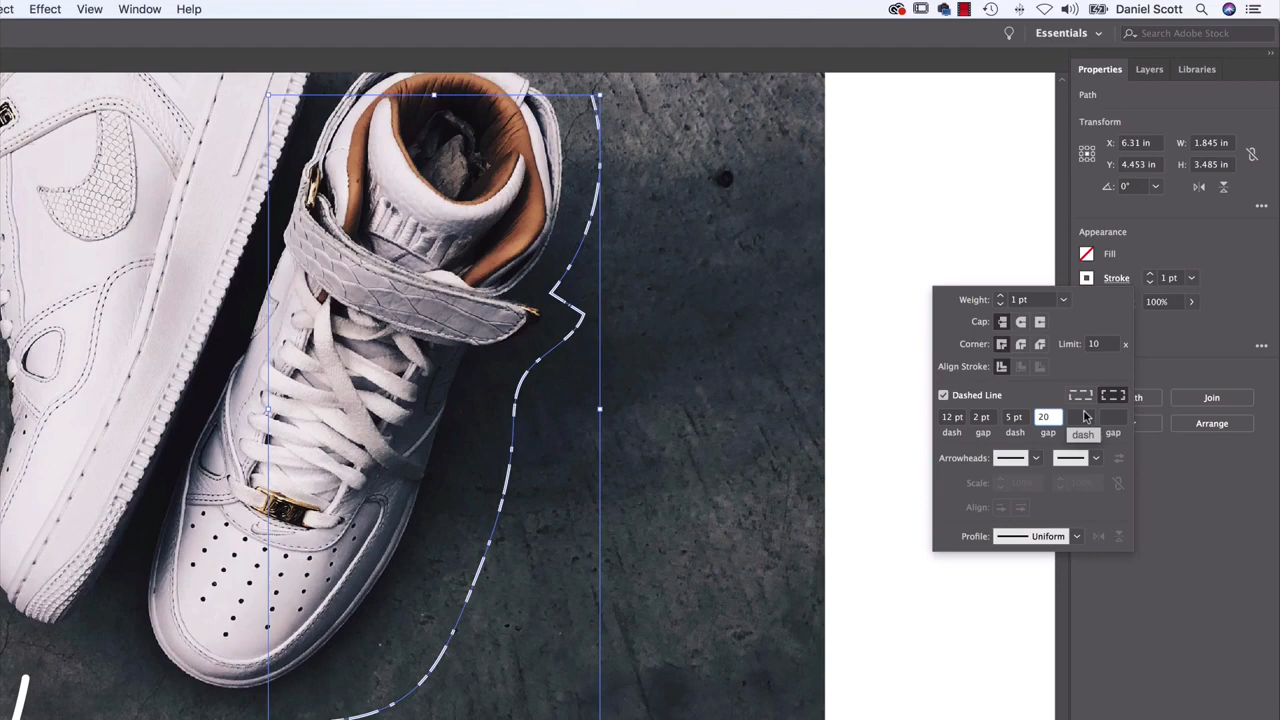 ect Effect View Window Help Daniel Scott
Essentials Search Adobe Stock
Properties Layers Libraries
Path
Transform
X: 6.31 in W: 1.845 in
Y: 4.453 in H: 3.485 in
0°
Appearance
Fill
Stroke 1 pt
100%
Weight: 1 pt
Cap:
Corner: Limit: 10 x
Align Stroke:
Dashed Line
th Join
12 pt 2 pt 5 pt 20
dash gap dash gap dash gap
Arrange
Arrowheads:
Scale: 100% 100%
Align:
Profile: Uniform